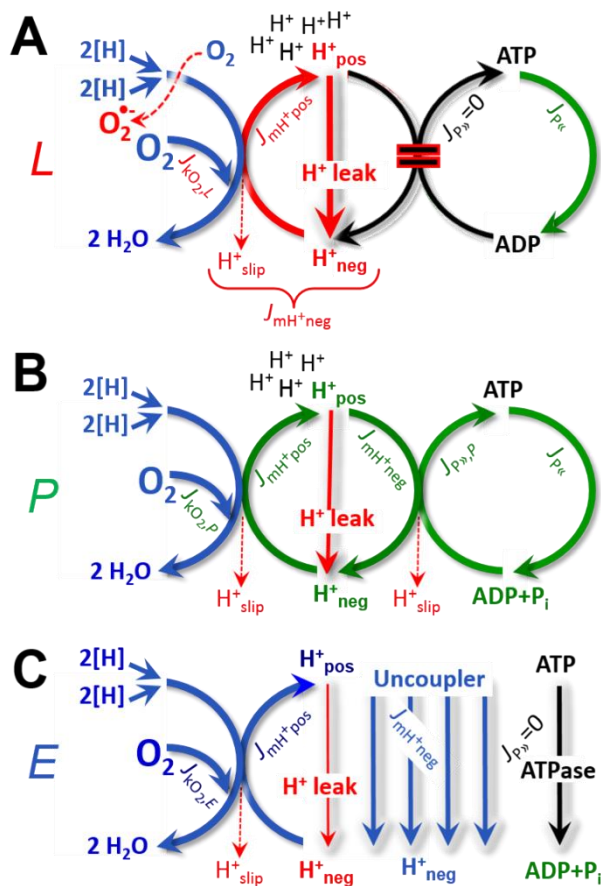 A
L
2[H]
2[H]
O₂
O₂•-
O₂
JkO₂,L
2 H₂O
H⁺ H⁺ H⁺
H⁺ H⁺
H⁺pos
JmH⁺pos
H⁺ leak
H⁺slip
H⁺neg
JmH⁺neg
ATP
JP»=0
JP«
ADP
B
P
2[H]
2[H]
O₂
JkO₂,P
2 H₂O
H⁺
H⁺ H⁺ H⁺
H⁺pos
JmH⁺pos
JmH⁺neg
H⁺ leak
H⁺slip
H⁺neg
H⁺slip
ATP
JP»,P
JP«
ADP+Pi
C
E
2[H]
2[H]
O₂
JkO₂,E
2 H₂O
H⁺pos
JmH⁺pos
H⁺ leak
H⁺slip
H⁺neg
Uncoupler
JmH⁺neg
H⁺neg
ATP
JP»=0
ATPase
ADP+Pi